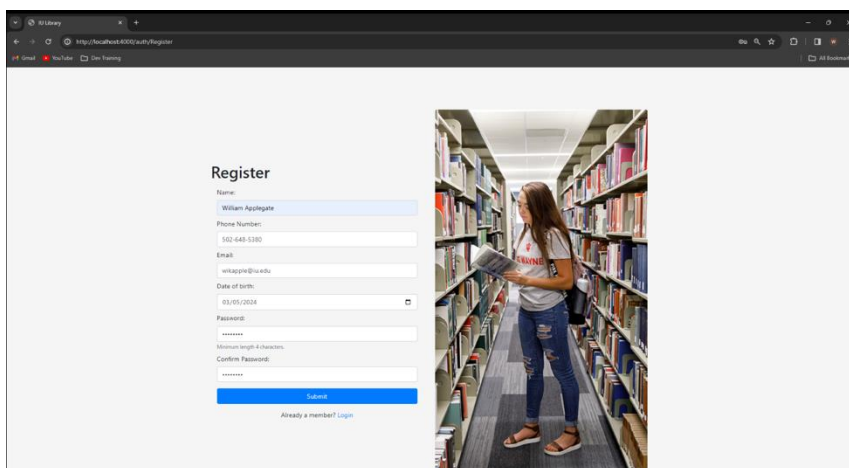 IU Library
http://localhost:4000/auth/Register
Gmail
YouTube
Dev Training
All Bookmarks
Register
Name:
William Applegate
Phone Number:
502-648-5380
Email:
wikapple@iu.edu
Date of birth:
03/05/2024
Password:
••••••••
Minimum length 4 characters.
Confirm Password:
••••••••
Submit
Already a member? Login
WAYNE